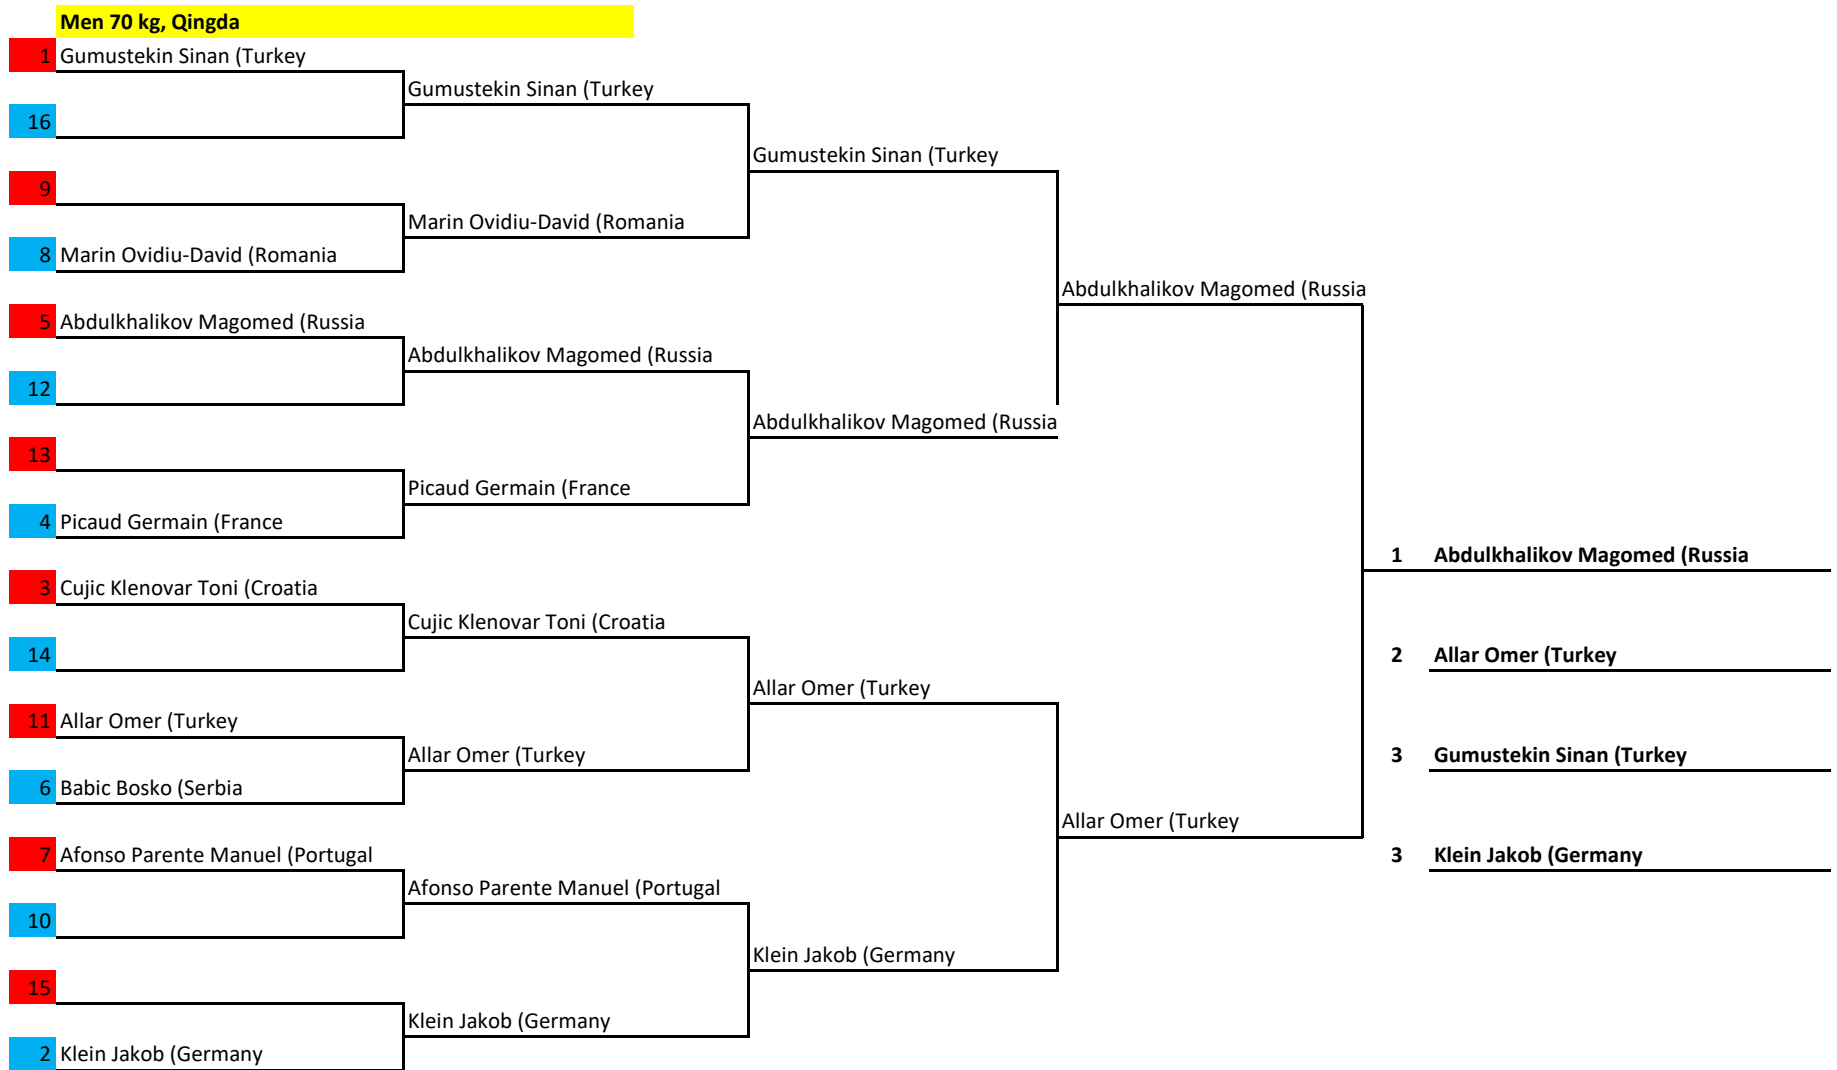 Men 70 kg, Qingda
1 Gumustekin Sinan (Turkey
Gumustekin Sinan (Turkey
16
Gumustekin Sinan (Turkey
9
Marin Ovidiu-David (Romania
8 Marin Ovidiu-David (Romania
Abdulkhalikov Magomed (Russia
5 Abdulkhalikov Magomed (Russia
Abdulkhalikov Magomed (Russia
12
Abdulkhalikov Magomed (Russia
13
Picaud Germain (France
4 Picaud Germain (France
1 Abdulkhalikov Magomed (Russia
3 Cujic Klenovar Toni (Croatia
Cujic Klenovar Toni (Croatia
14
2 Allar Omer (Turkey
Allar Omer (Turkey
11 Allar Omer (Turkey
Allar Omer (Turkey
3 Gumustekin Sinan (Turkey
6 Babic Bosko (Serbia
Allar Omer (Turkey
7 Afonso Parente Manuel (Portugal
3 Klein Jakob (Germany
Afonso Parente Manuel (Portugal
10
Klein Jakob (Germany
15
Klein Jakob (Germany
2 Klein Jakob (Germany